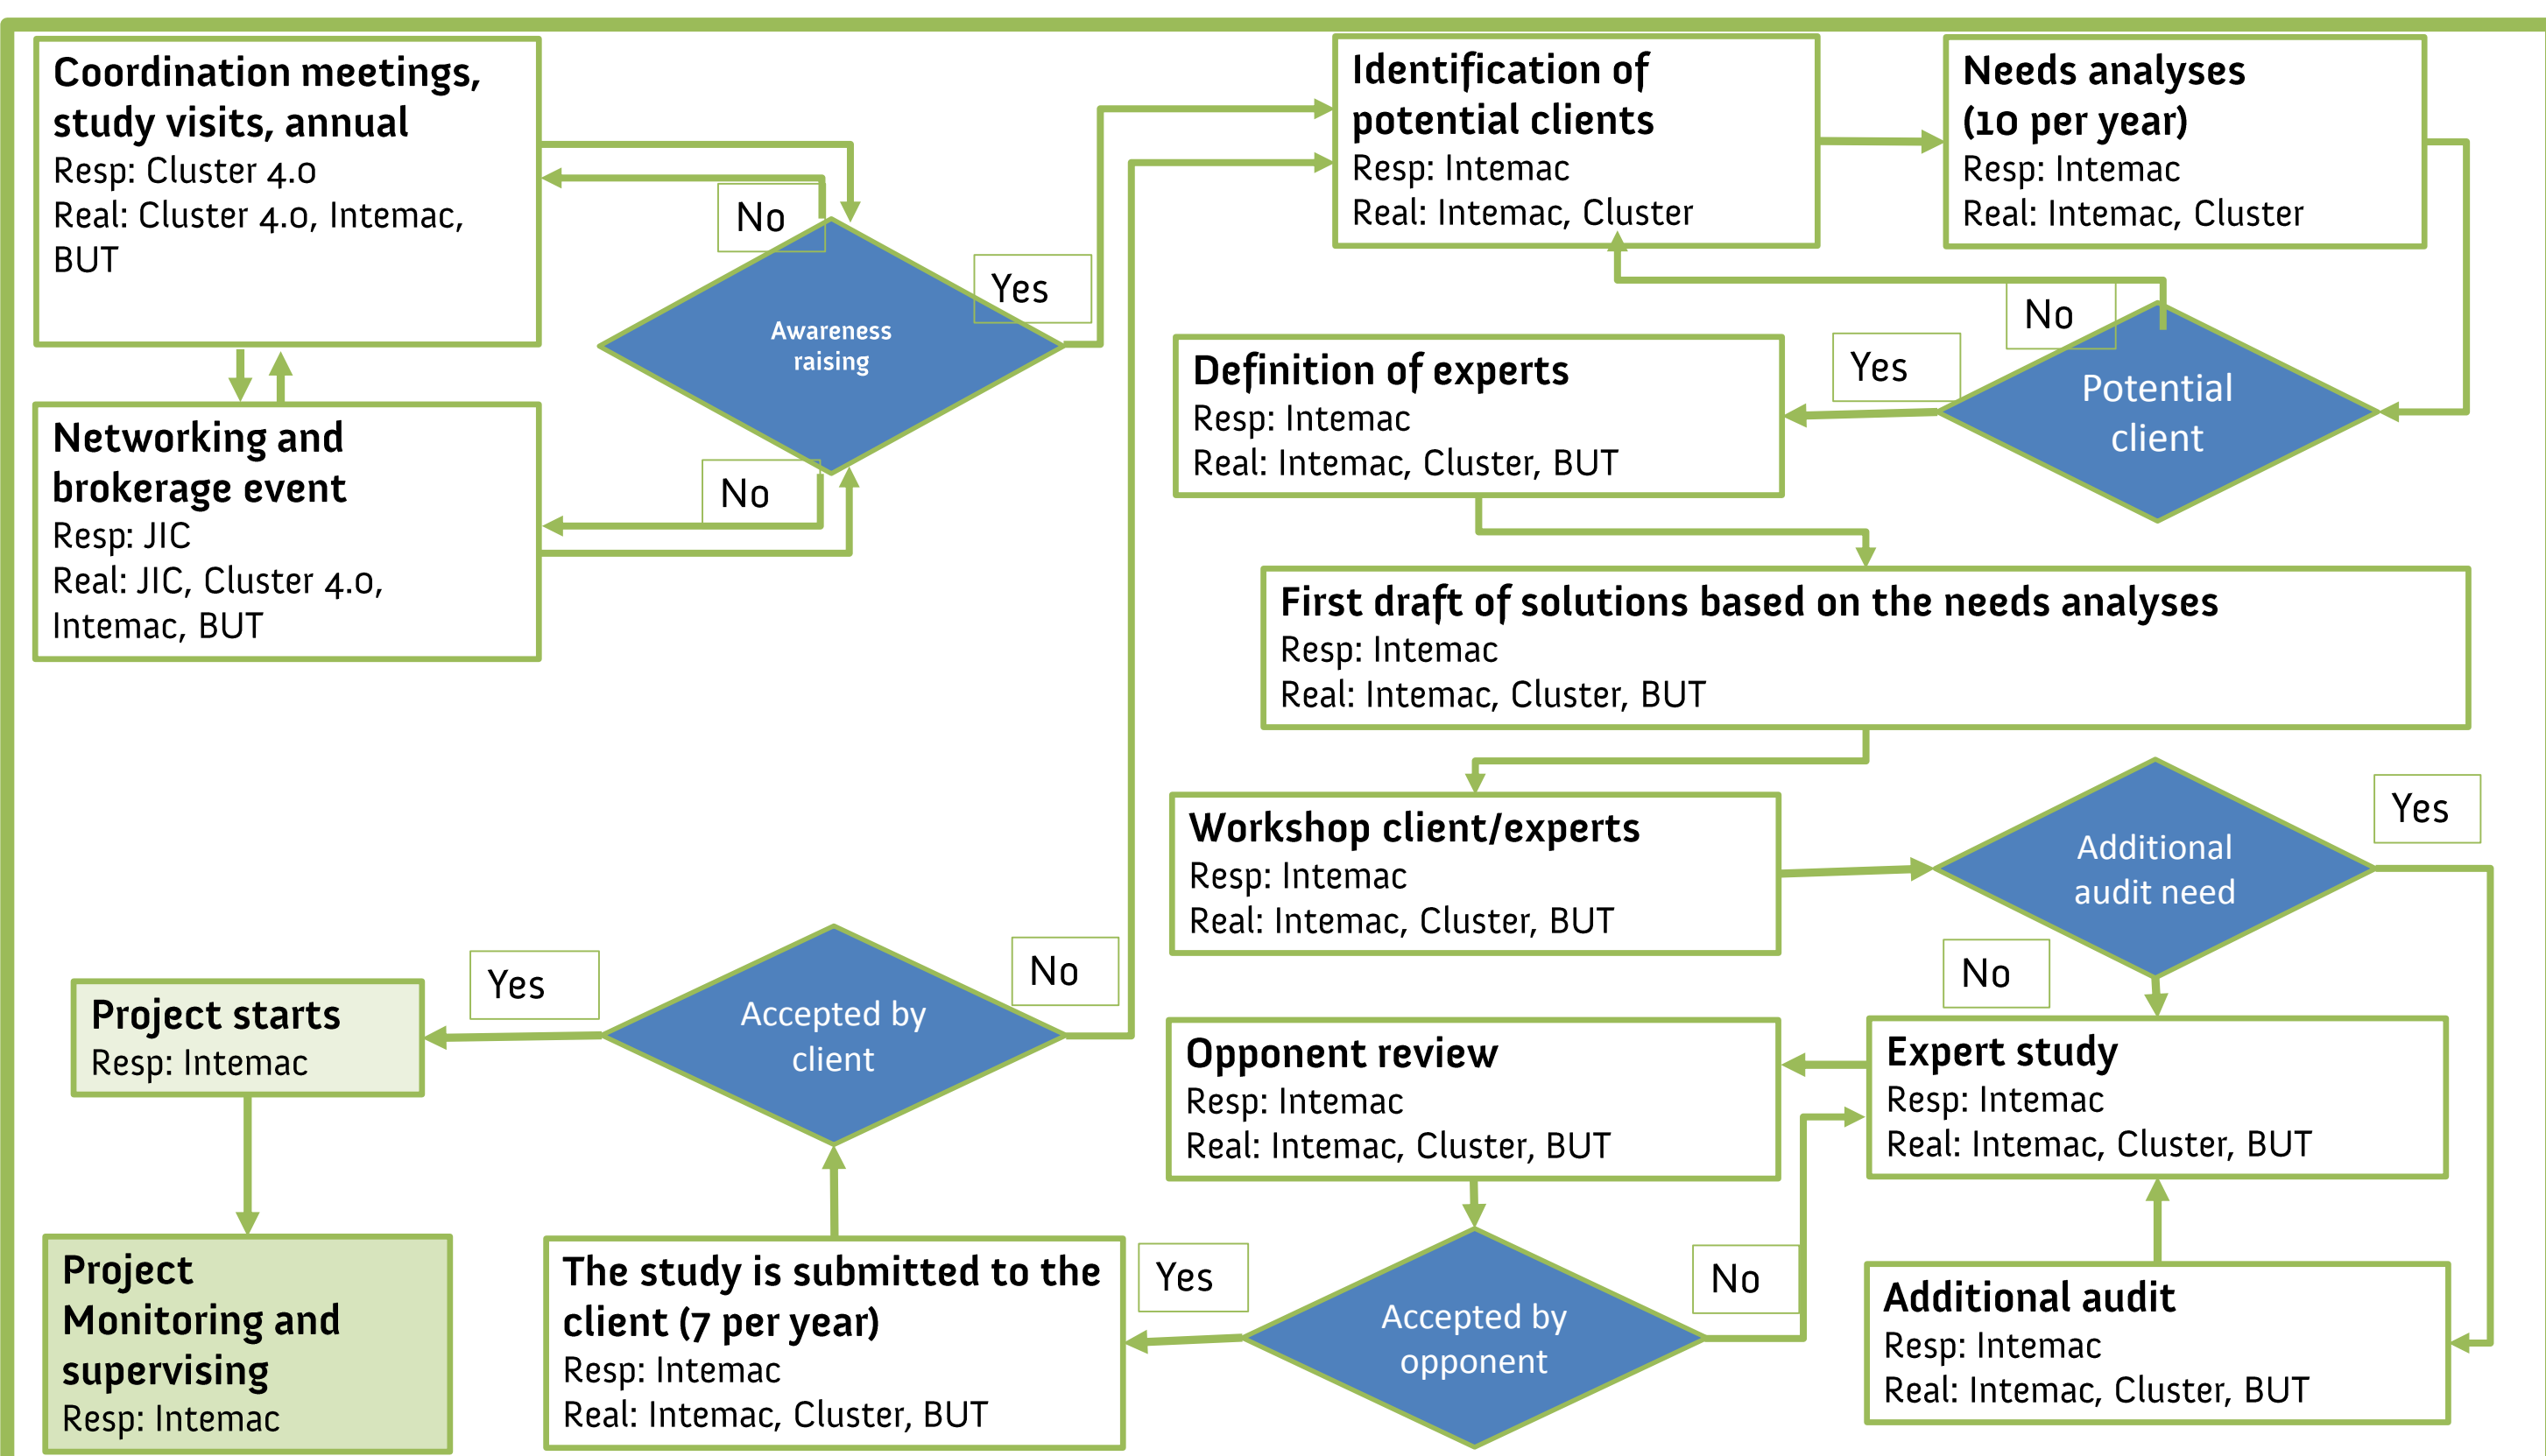 Coordination meetings,
study visits, annual
Resp: Cluster 4.0
Real: Cluster 4.0, Intemac,
BUT
No
Awareness
raising
Yes
No
Networking and
brokerage event
Resp: JIC
Real: JIC, Cluster 4.0,
Intemac, BUT
Identification of
potential clients
Resp: Intemac
Real: Intemac, Cluster
Needs analyses
(10 per year)
Resp: Intemac
Real: Intemac, Cluster
No
Yes
Potential
client
Definition of experts
Resp: Intemac
Real: Intemac, Cluster, BUT
First draft of solutions based on the needs analyses
Resp: Intemac
Real: Intemac, Cluster, BUT
Workshop client/experts
Resp: Intemac
Real: Intemac, Cluster, BUT
Additional
audit need
Yes
No
Expert study
Resp: Intemac
Real: Intemac, Cluster, BUT
Additional audit
Resp: Intemac
Real: Intemac, Cluster, BUT
Opponent review
Resp: Intemac
Real: Intemac, Cluster, BUT
Accepted by
opponent
No
Yes
The study is submitted to the
client (7 per year)
Resp: Intemac
Real: Intemac, Cluster, BUT
Accepted by
client
No
Yes
Project starts
Resp: Intemac
Project
Monitoring and
supervising
Resp: Intemac